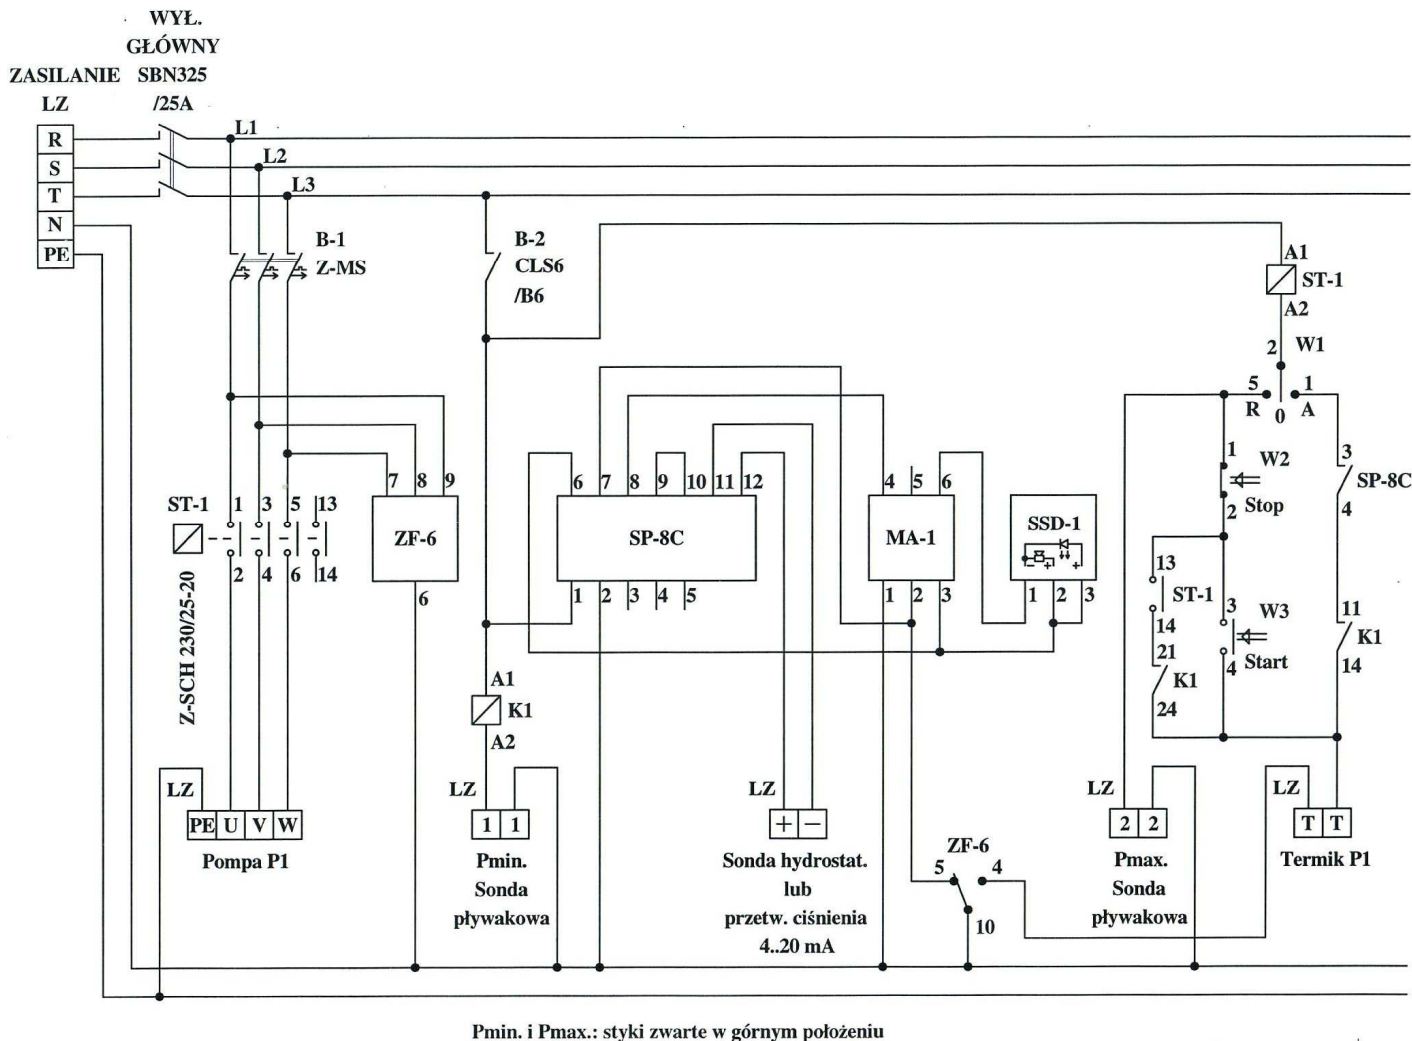 WYŁ.
GŁÓWNY
ZASILANIE SBN325
LZ /25A
R
S
T
N
PE
L1
L2
L3
B-1
Z-MS
B-2
CLS6
/B6
A1
ST-1
A2
2 W1
5 1
R 0 A
7 8 9
ZF-6
6
ST-1
1 3 5 13
2 4 6 14
Z-SCH 230/25-20
6 7 8 9 10 11 12
SP-8C
1 2 3 4 5
4 5 6
MA-1
1 2 3
SSD-1
- + +
1 2 3
1
W2
2 Stop
3
SP-8C
4
13
ST-1
14
21
K1
24
3 W3
4 Start
11
K1
14
A1
K1
A2
LZ
PE U V W
Pompa P1
LZ
1 1
Pmin.
Sonda
pływakowa
LZ
+ −
Sonda hydrostat.
lub
przetw. ciśnienia
4..20 mA
ZF-6
5 4
10
LZ
2 2
Pmax.
Sonda
pływakowa
LZ
T T
Termik P1
Pmin. i Pmax.: styki zwarte w górnym położeniu